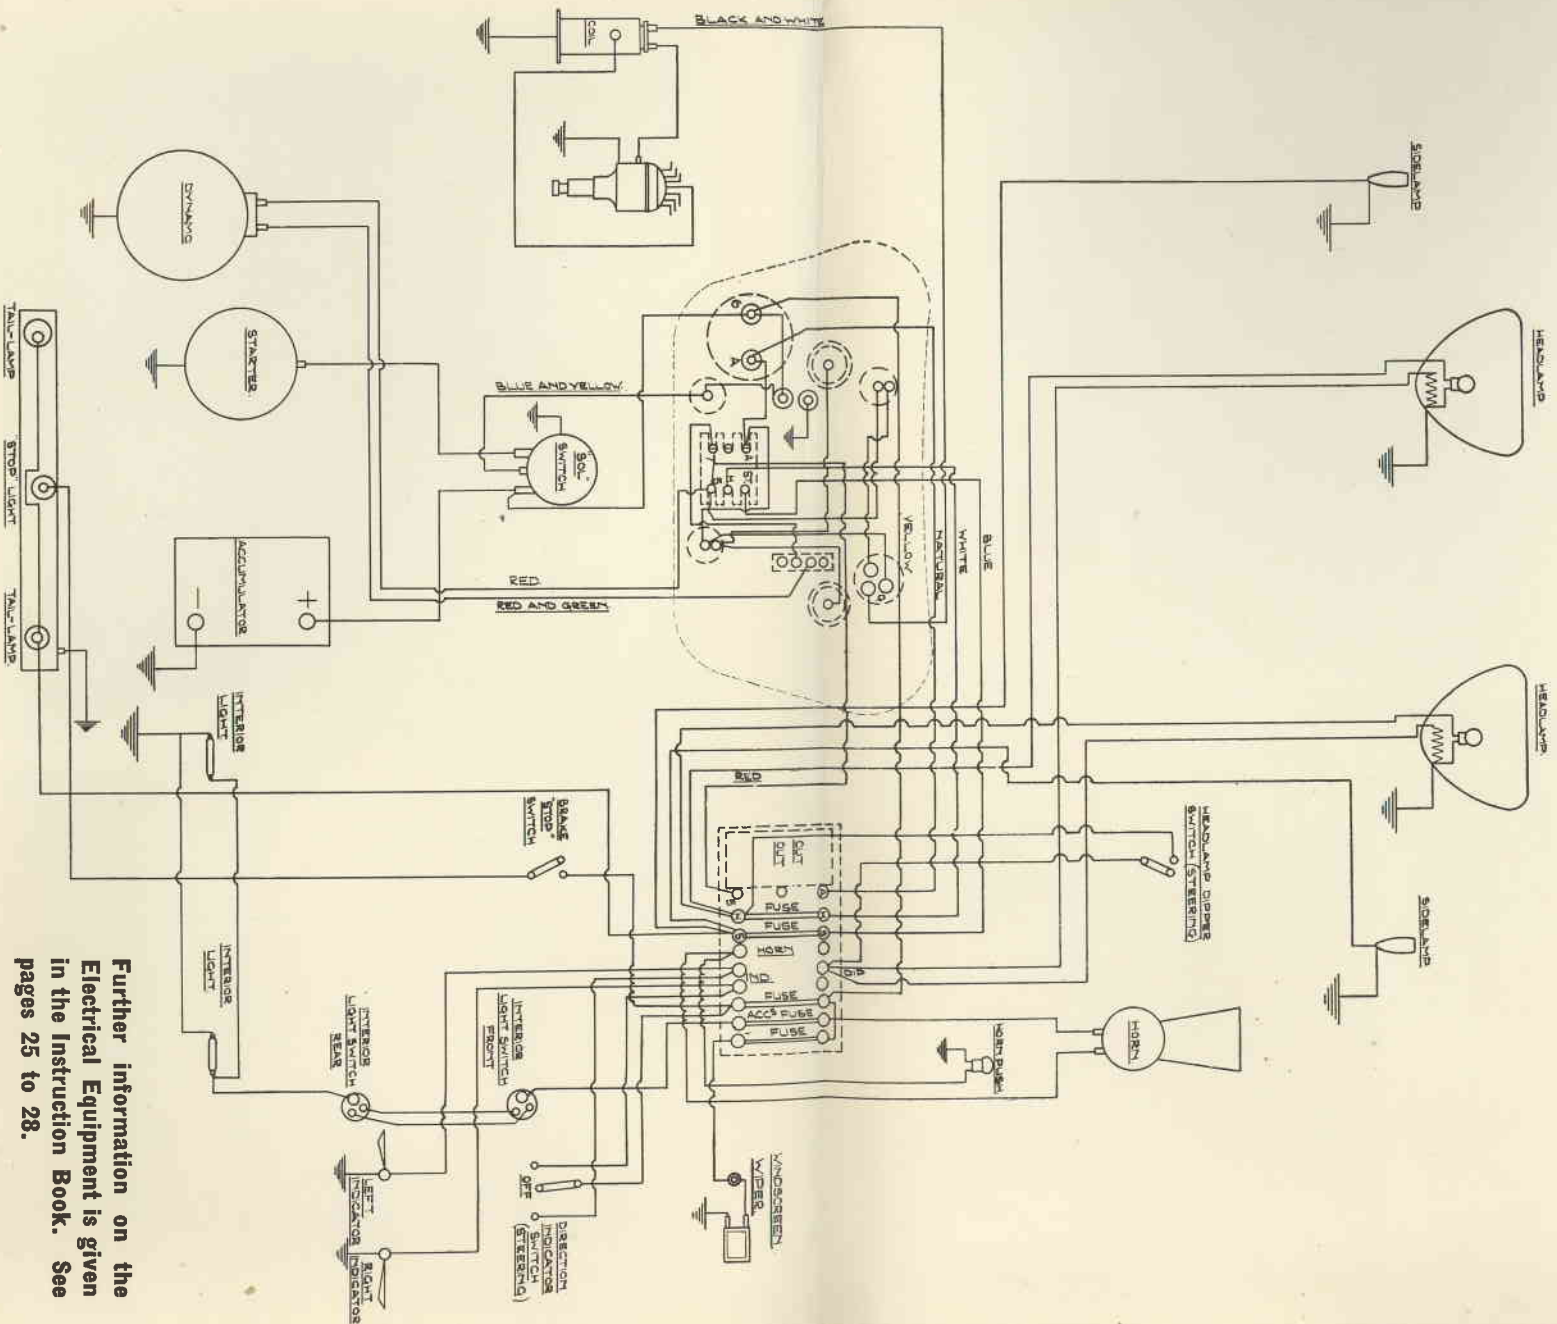 BLACK AND WHITE
COIL
SIDELAMP
HEADLAMP
HEADLAMP.
SIDELAMP
DYNAMO
STARTER.
BLUE AND YELLOW.
"SOL"
SWITCH
B
A
T
A
S
H
ST
G
YELLOW
NATURAL
WHITE
BLUE
RED.
RED AND GREEN.
TAIL-LAMP
"STOP" LIGHT
TAIL-LAMP.
ACCUMULATOR
+
-
INTERIOR
LIGHT
INTERIOR
LIGHT
BRAKE
"STOP"
SWITCH
RED
CUT
OUT
A
FUSE
H
H
FUSE
S
S
HORN
DIP
IND.
FUSE
ACCS FUSE
FUSE
HEADLAMP DIPPER
SWITCH (STEERING)
HORN
HORN PUSH
WINDSCREEN
WIPER.
INTERIOR
LIGHT SWITCH
FRONT
INTERIOR
LIGHT SWITCH
REAR
OFF
DIRECTION
INDICATOR
SWITCH
(STEERING)
LEFT
INDICATOR
RIGHT
INDICATOR
Further information on the
Electrical Equipment is given
in the Instruction Book. See
pages 25 to 28.